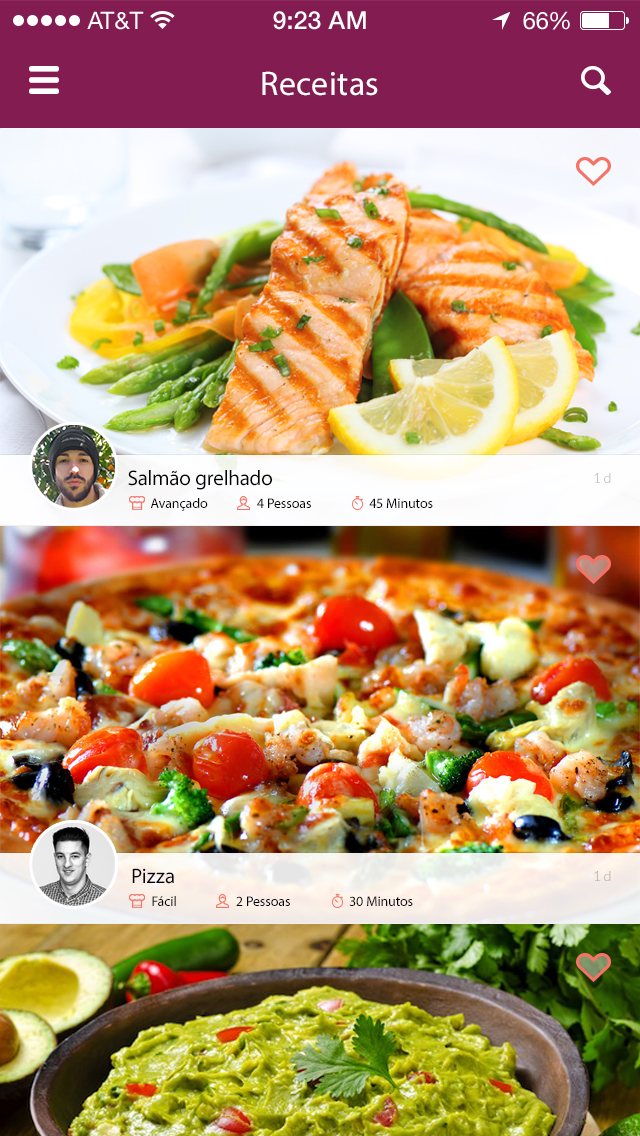 AT&T 9:23 AM 66%
Receitas
Salmão grelhado 1 d
Avançado 4 Pessoas 45 Minutos
Pizza 1 d
Fácil 2 Pessoas 30 Minutos